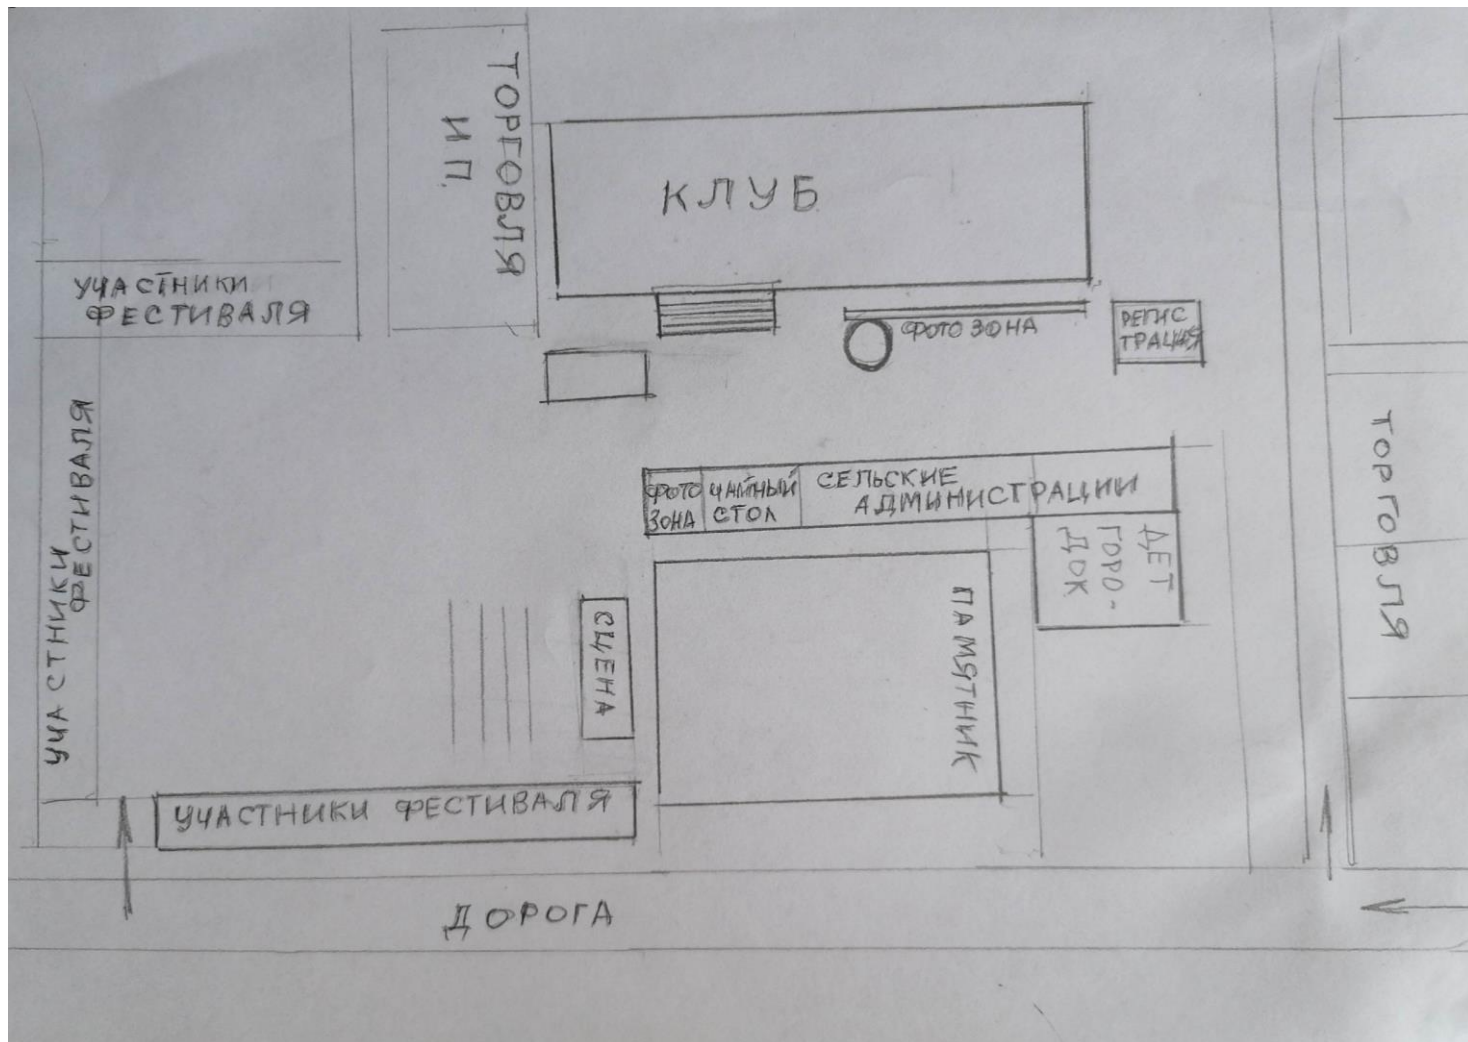 ТОРГОВЛЯ
И П.
КЛУБ
УЧАСТНИКИ
ФЕСТИВАЛЯ
ФОТО ЗОНА
РЕГИС
ТРАЦИЯ
УЧАСТНИКИ
ФЕСТИВАЛЯ
ФОТО
ЗОНА
ЧАЙНЫЙ
СТОЛ
СЕЛЬСКИЕ
АДМИНИСТРАЦИИ
ДЕТ
ГОРО-
ДОК
ТОРГОВЛЯ
СЦЕНА
ПАМЯТНИК
УЧАСТНИКИ ФЕСТИВАЛЯ
ДОРОГА